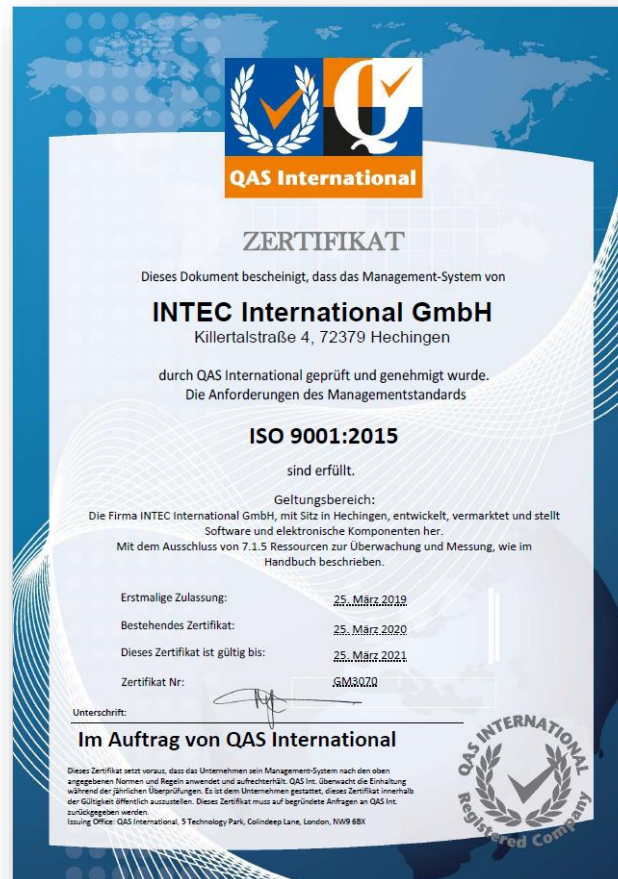 QAS International
ZERTIFIKAT
Dieses Dokument bescheinigt, dass das Management-System von
INTEC International GmbH
Killertalstraße 4, 72379 Hechingen
durch QAS International geprüft und genehmigt wurde.
Die Anforderungen des Managementstandards
ISO 9001:2015
sind erfüllt.
Geltungsbereich:
Die Firma INTEC International GmbH, mit Sitz in Hechingen, entwickelt, vermarktet und stellt
Software und elektronische Komponenten her.
Mit dem Ausschluss von 7.1.5 Ressourcen zur Überwachung und Messung, wie im
Handbuch beschrieben.
Erstmalige Zulassung: 25. März 2019
Bestehendes Zertifikat: 25. März 2020
Dieses Zertifikat ist gültig bis: 25. März 2021
Zertifikat Nr: GM3070
Unterschrift:
Im Auftrag von QAS International
Dieses Zertifikat setzt voraus, dass das Unternehmen sein Management-System nach den oben
angegebenen Normen und Regeln anwendet und aufrechterhält. QAS Int. überwacht die Einhaltung
während der jährlichen Überprüfungen. Es ist dem Unternehmen gestattet, dieses Zertifikat innerhalb
der Gültigkeit öffentlich auszustellen. Dieses Zertifikat muss auf begründete Anfragen an QAS Int.
zurückgegeben werden.
Issuing Office: QAS International, 5 Technology Park, Colindeep Lane, London, NW9 6BX
QAS INTERNATIONAL
Registered Company